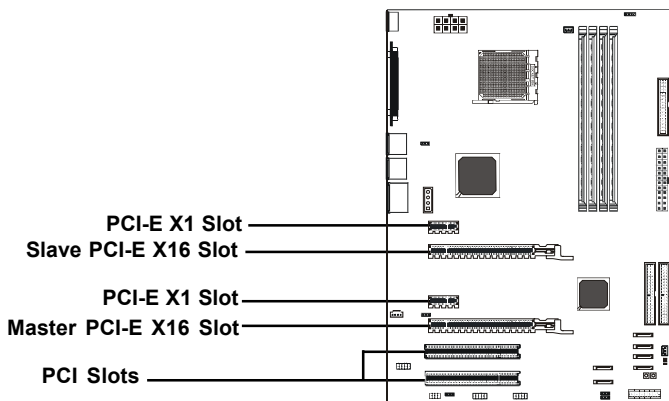 PCI-E X1 Slot
Slave PCI-E X16 Slot
PCI-E X1 Slot
Master PCI-E X16 Slot
PCI Slots